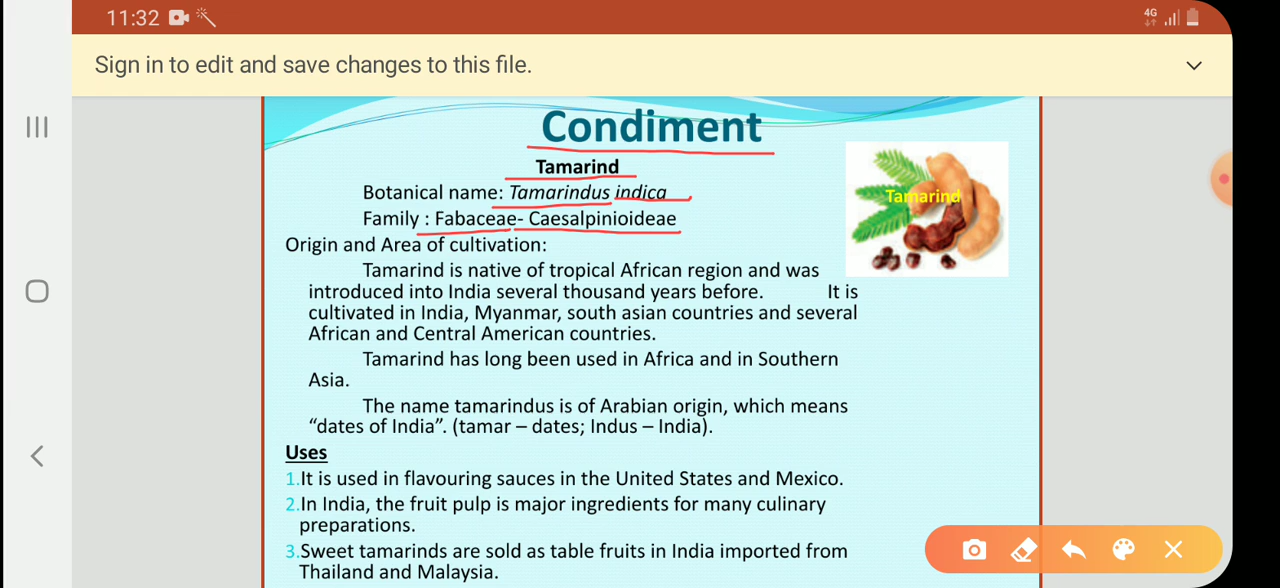 11:32
4G
Sign in to edit and save changes to this file.
Condiment
Tamarind
Botanical name: Tamarindus indica
Tamarind
Family : Fabaceae- Caesalpinioideae
Origin and Area of cultivation:
Tamarind is native of tropical African region and was
introduced into India several thousand years before. It is
cultivated in India, Myanmar, south asian countries and several
African and Central American countries.
Tamarind has long been used in Africa and in Southern
Asia.
The name tamarindus is of Arabian origin, which means
“dates of India”. (tamar – dates; Indus – India).
Uses
1.It is used in flavouring sauces in the United States and Mexico.
2.In India, the fruit pulp is major ingredients for many culinary
preparations.
3.Sweet tamarinds are sold as table fruits in India imported from
Thailand and Malaysia.